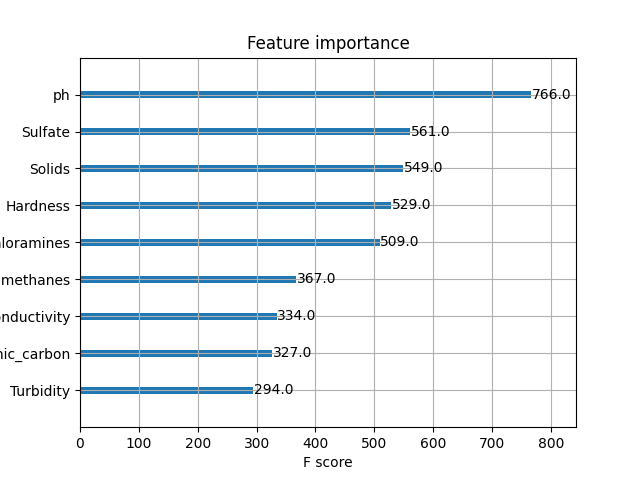 Feature importance
ph 766.0
Sulfate 561.0
Solids 549.0
Hardness 529.0
loramines 509.0
methanes 367.0
nductivity 334.0
nic_carbon 327.0
Turbidity 294.0
0 100 200 300 400 500 600 700 800
F score